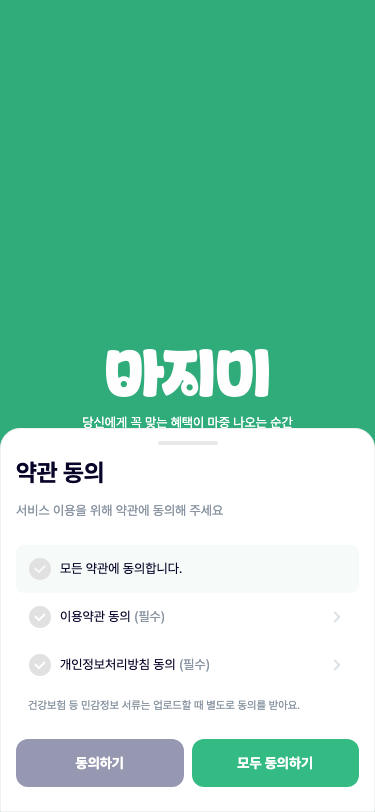 마지미
당신에게 꼭 맞는 혜택이 마중 나오는 순간
약관 동의
서비스 이용을 위해 약관에 동의해 주세요
모든 약관에 동의합니다.
이용약관 동의 (필수)
개인정보처리방침 동의 (필수)
건강보험 등 민감정보 서류는 업로드할 때 별도로 동의를 받아요.
동의하기
모두 동의하기